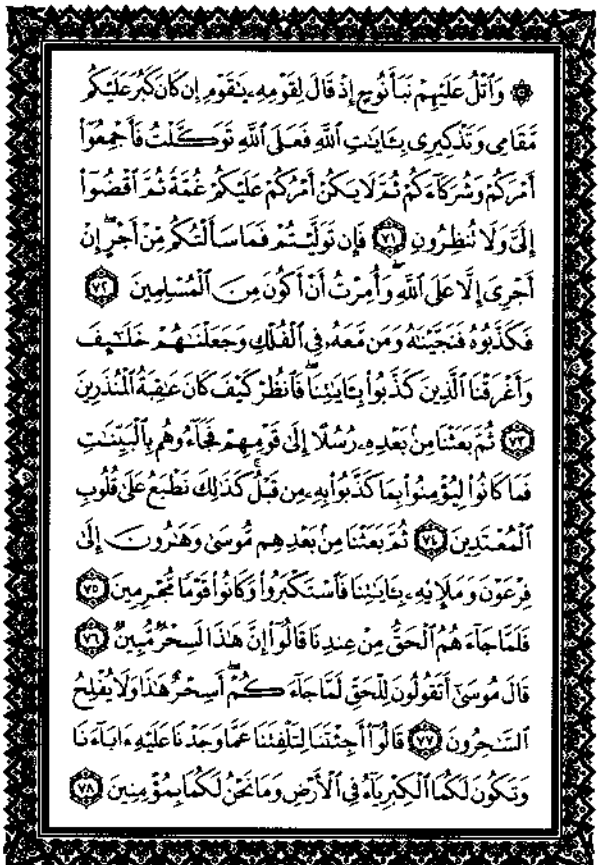 ۞ وَٱتْلُ عَلَيْهِمْ نَبَأَ نُوحٍ إِذْ قَالَ لِقَوْمِهِۦ يَٰقَوْمِ إِن كَانَ كَبُرَ عَلَيْكُم
مَّقَامِى وَتَذْكِيرِى بِـَٔايَٰتِ ٱللَّهِ فَعَلَى ٱللَّهِ تَوَكَّلْتُ فَأَجْمِعُوٓا۟
أَمْرَكُمْ وَشُرَكَآءَكُمْ ثُمَّ لَا يَكُنْ أَمْرُكُمْ عَلَيْكُمْ غُمَّةً ثُمَّ ٱقْضُوٓا۟
إِلَىَّ وَلَا تُنظِرُونِ ﴿٧١﴾ فَإِن تَوَلَّيْتُمْ فَمَا سَأَلْتُكُم مِّنْ أَجْرٍ ۖ إِنْ
أَجْرِىَ إِلَّا عَلَى ٱللَّهِ ۖ وَأُمِرْتُ أَنْ أَكُونَ مِنَ ٱلْمُسْلِمِينَ ﴿٧٢﴾
فَكَذَّبُوهُ فَنَجَّيْنَٰهُ وَمَن مَّعَهُۥ فِى ٱلْفُلْكِ وَجَعَلْنَٰهُمْ خَلَٰٓئِفَ
وَأَغْرَقْنَا ٱلَّذِينَ كَذَّبُوا۟ بِـَٔايَٰتِنَا ۖ فَٱنظُرْ كَيْفَ كَانَ عَٰقِبَةُ ٱلْمُنذَرِينَ
﴿٧٣﴾ ثُمَّ بَعَثْنَا مِنۢ بَعْدِهِۦ رُسُلًا إِلَىٰ قَوْمِهِمْ فَجَآءُوهُم بِٱلْبَيِّنَٰتِ
فَمَا كَانُوا۟ لِيُؤْمِنُوا۟ بِمَا كَذَّبُوا۟ بِهِۦ مِن قَبْلُ ۚ كَذَٰلِكَ نَطْبَعُ عَلَىٰ قُلُوبِ
ٱلْمُعْتَدِينَ ﴿٧٤﴾ ثُمَّ بَعَثْنَا مِنۢ بَعْدِهِم مُّوسَىٰ وَهَٰرُونَ إِلَىٰ
فِرْعَوْنَ وَمَلَإِي۟هِۦ بِـَٔايَٰتِنَا فَٱسْتَكْبَرُوا۟ وَكَانُوا۟ قَوْمًا مُّجْرِمِينَ ﴿٧٥﴾
فَلَمَّا جَآءَهُمُ ٱلْحَقُّ مِنْ عِندِنَا قَالُوٓا۟ إِنَّ هَٰذَا لَسِحْرٌ مُّبِينٌ ﴿٧٦﴾
قَالَ مُوسَىٰٓ أَتَقُولُونَ لِلْحَقِّ لَمَّا جَآءَكُمْ ۖ أَسِحْرٌ هَٰذَا وَلَا يُفْلِحُ
ٱلسَّٰحِرُونَ ﴿٧٧﴾ قَالُوٓا۟ أَجِئْتَنَا لِتَلْفِتَنَا عَمَّا وَجَدْنَا عَلَيْهِ ءَابَآءَنَا
وَتَكُونَ لَكُمَا ٱلْكِبْرِيَآءُ فِى ٱلْأَرْضِ وَمَا نَحْنُ لَكُمَا بِمُؤْمِنِينَ ﴿٧٨﴾